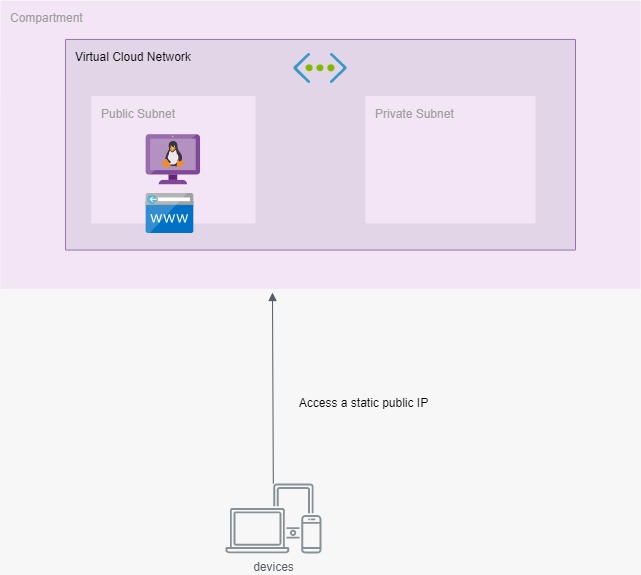 Compartment
Virtual Cloud Network
Public Subnet
Private Subnet
WWW
Access a static public IP
devices